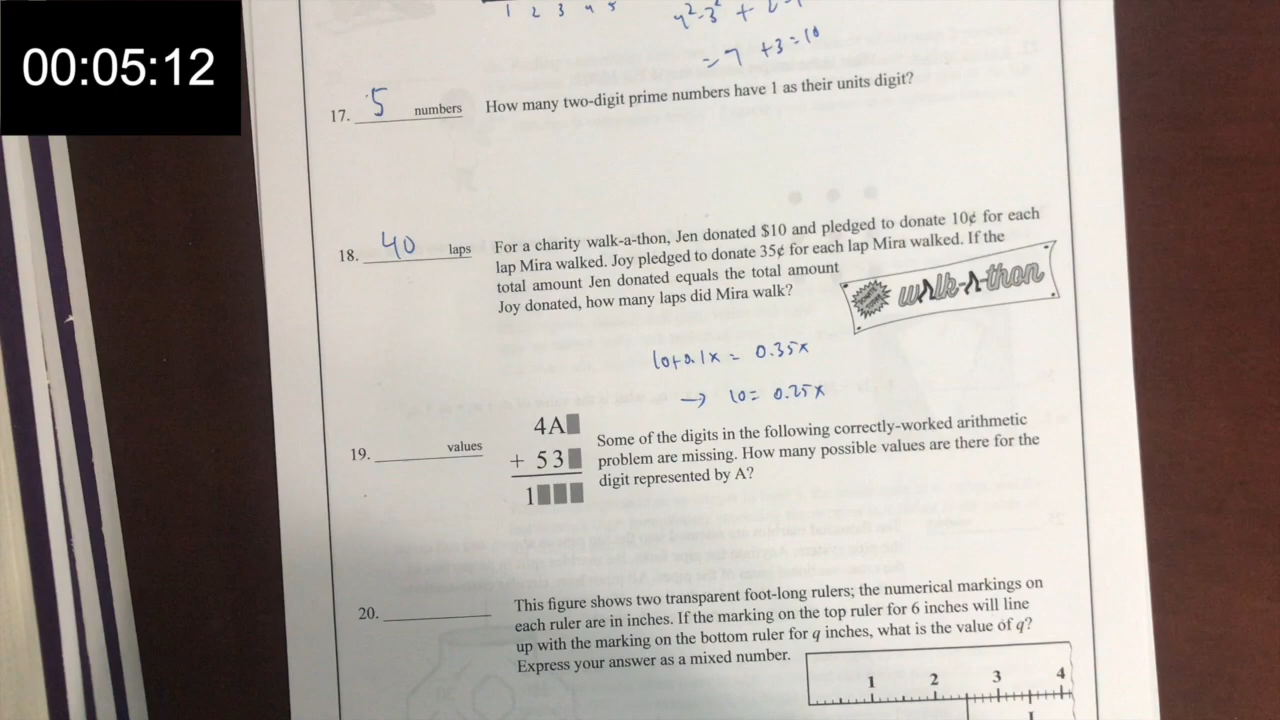 00:05:12
1 2 3 4 5
4²-3² +
= 7 +3=10
17. 5 numbers How many two-digit prime numbers have 1 as their units digit?
18. 40 laps For a charity walk-a-thon, Jen donated $10 and pledged to donate 10¢ for each
lap Mira walked. Joy pledged to donate 35¢ for each lap Mira walked. If the
total amount Jen donated equals the total amount
Joy donated, how many laps did Mira walk?
walk-a-thon
10+0.1x = 0.35x
→ 10= 0.25x
19. values
4A
+ 53
1
Some of the digits in the following correctly-worked arithmetic
problem are missing. How many possible values are there for the
digit represented by A?
20. This figure shows two transparent foot-long rulers; the numerical markings on
each ruler are in inches. If the marking on the top ruler for 6 inches will line
up with the marking on the bottom ruler for q inches, what is the value of q?
Express your answer as a mixed number.
1 2 3 4